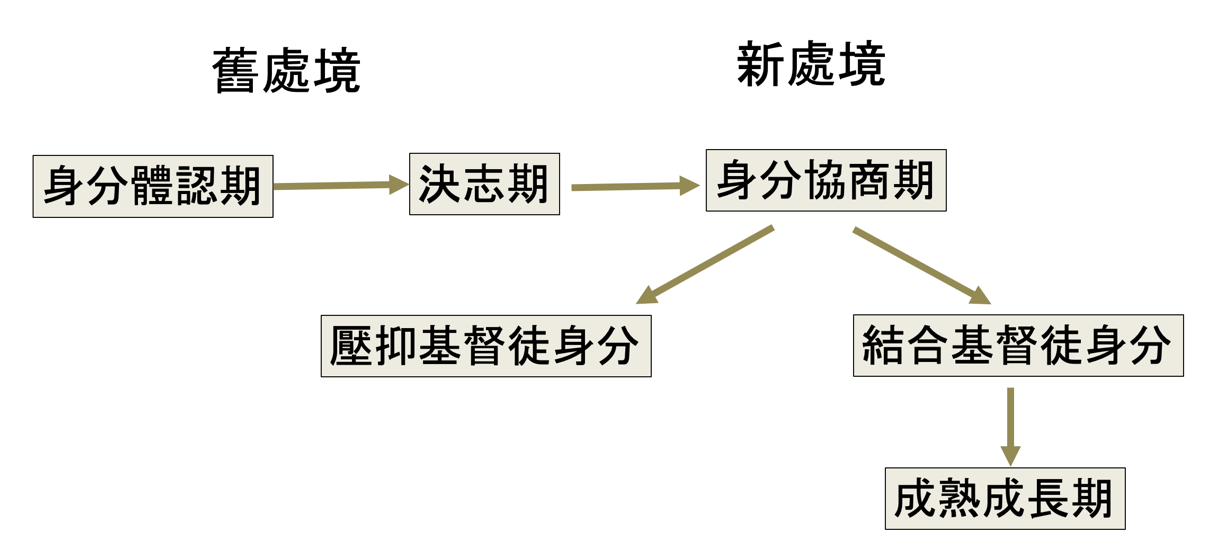 舊處境
新處境
身分體認期
決志期
身分協商期
壓抑基督徒身分
結合基督徒身分
成熟成長期